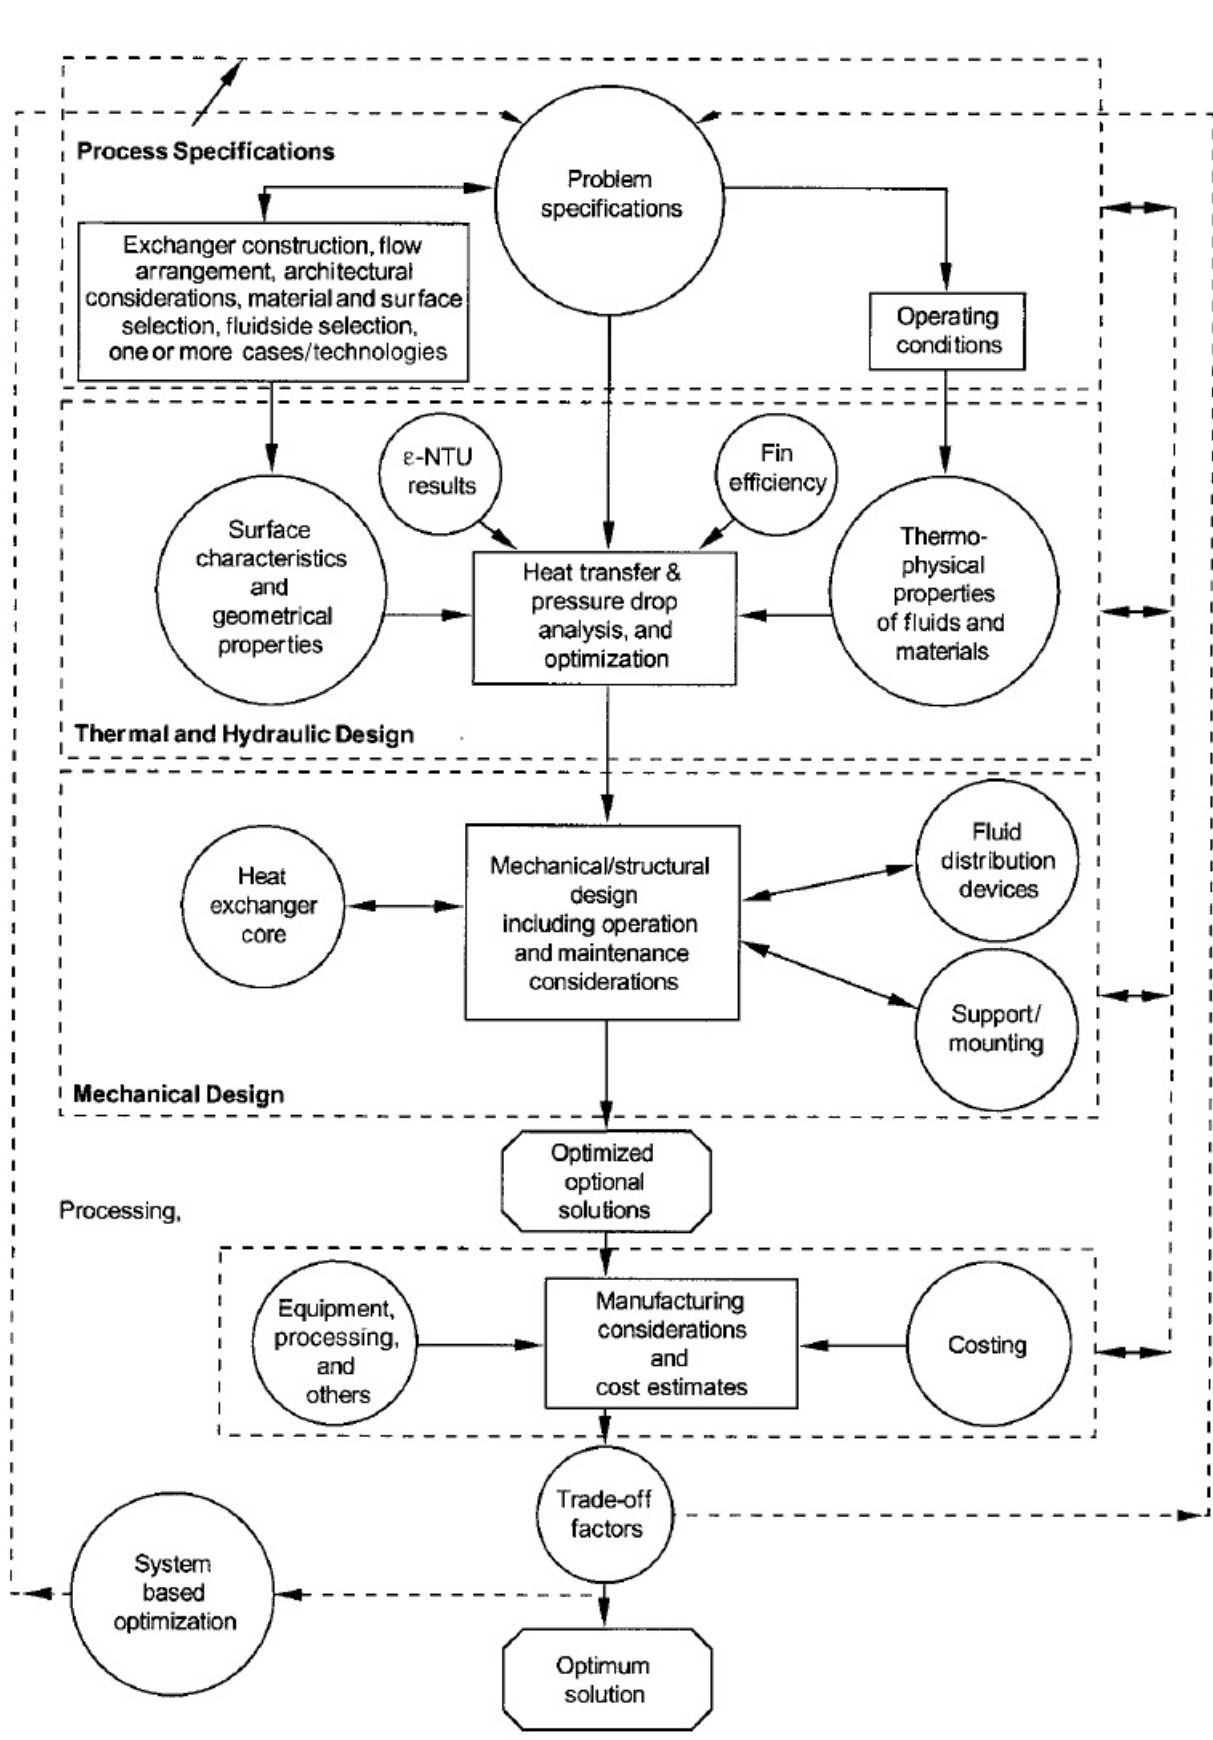 Process Specifications
Problem
specifications
Exchanger construction, flow
arrangement, architectural
considerations, material and surface
selection, fluidside selection,
one or more cases/technologies
Operating
conditions
ε-NTU
results
Fin
efficiency
Surface
characteristics
and
geometrical
properties
Heat transfer &
pressure drop
analysis, and
optimization
Thermo-
physical
properties
of fluids and
materials
Thermal and Hydraulic Design
Heat
exchanger
core
Mechanical/structural
design
including operation
and maintenance
considerations
Fluid
distribution
devices
Support/
mounting
Mechanical Design
Optimized
optional
solutions
Processing,
Equipment,
processing,
and
others
Manufacturing
considerations
and
cost estimates
Costing
Trade-off
factors
System
based
optimization
Optimum
solution